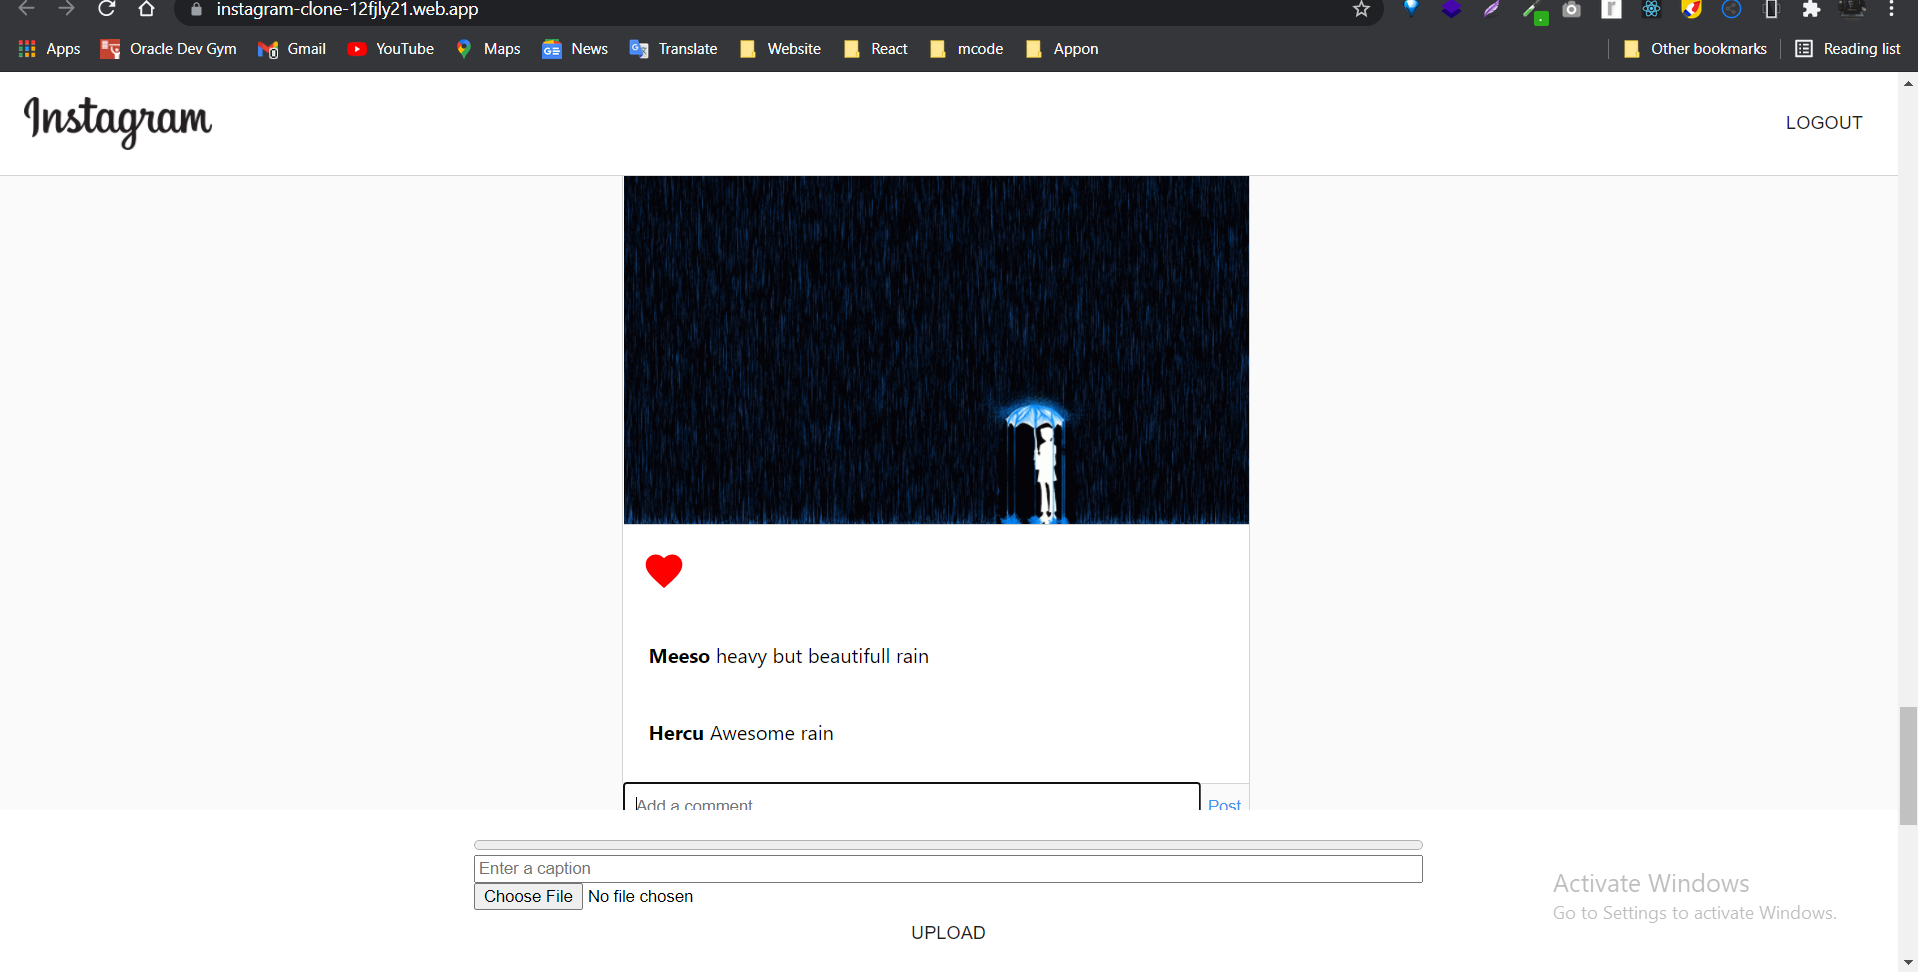 instagram-clone-12fjly21.web.app
Apps Oracle Dev Gym Gmail YouTube Maps News Translate Website React mcode Appon Other bookmarks Reading list
Instagram LOGOUT
Meeso heavy but beautifull rain
Hercu Awesome rain
Add a comment Post
Enter a caption
Choose File No file chosen
UPLOAD
Activate Windows
Go to Settings to activate Windows.